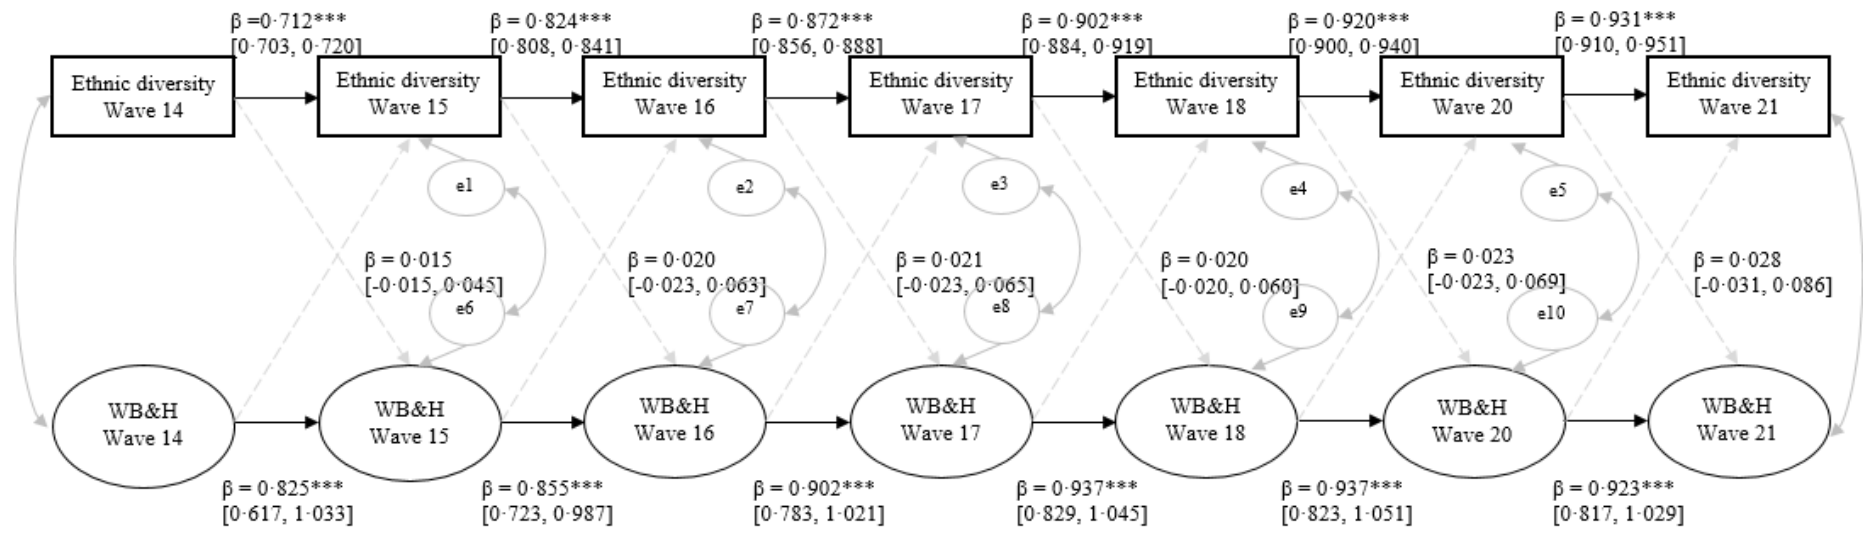 β =0·712***
[0·703, 0·720]
β = 0·824***
[0·808, 0·841]
β = 0·872***
[0·856, 0·888]
β = 0·902***
[0·884, 0·919]
β = 0·920***
[0·900, 0·940]
β = 0·931***
[0·910, 0·951]
Ethnic diversity
Wave 14
Ethnic diversity
Wave 15
Ethnic diversity
Wave 16
Ethnic diversity
Wave 17
Ethnic diversity
Wave 18
Ethnic diversity
Wave 20
Ethnic diversity
Wave 21
e1
e2
e3
e4
e5
β = 0·015
[-0·015, 0·045]
β = 0·020
[-0·023, 0·063]
β = 0·021
[-0·023, 0·065]
β = 0·020
[-0·020, 0·060]
β = 0·023
[-0·023, 0·069]
β = 0·028
[-0·031, 0·086]
e6
e7
e8
e9
e10
WB&H
Wave 14
WB&H
Wave 15
WB&H
Wave 16
WB&H
Wave 17
WB&H
Wave 18
WB&H
Wave 20
WB&H
Wave 21
β = 0·825***
[0·617, 1·033]
β = 0·855***
[0·723, 0·987]
β = 0·902***
[0·783, 1·021]
β = 0·937***
[0·829, 1·045]
β = 0·937***
[0·823, 1·051]
β = 0·923***
[0·817, 1·029]